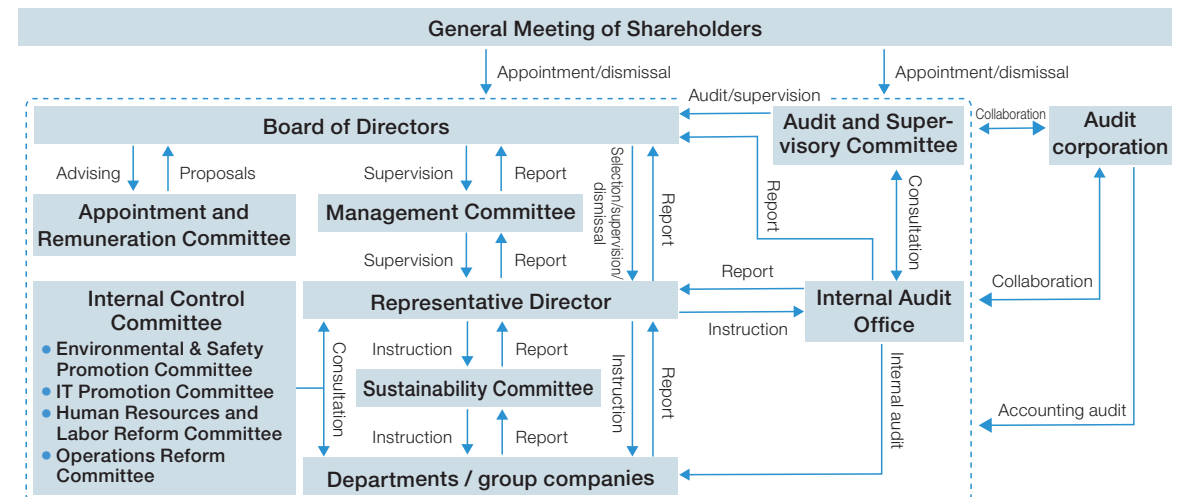 General Meeting of Shareholders
Appointment/dismissal
Appointment/dismissal
Audit/supervision
Board of Directors
Audit and Super-
visory Committee
Collaboration
Audit
corporation
Advising
Proposals
Supervision
Report
Selection/supervision/
dismissal
Report
Report
Consultation
Appointment and
Remuneration Committee
Management Committee
Supervision
Report
Report
Collaboration
Internal Control
Committee
• Environmental & Safety
Promotion Committee
• IT Promotion Committee
• Human Resources and
Labor Reform Committee
• Operations Reform
Committee
Representative Director
Instruction
Internal Audit
Office
Consultation
Instruction
Report
Instruction
Report
Internal audit
Sustainability Committee
Accounting audit
Instruction
Report
Departments / group companies